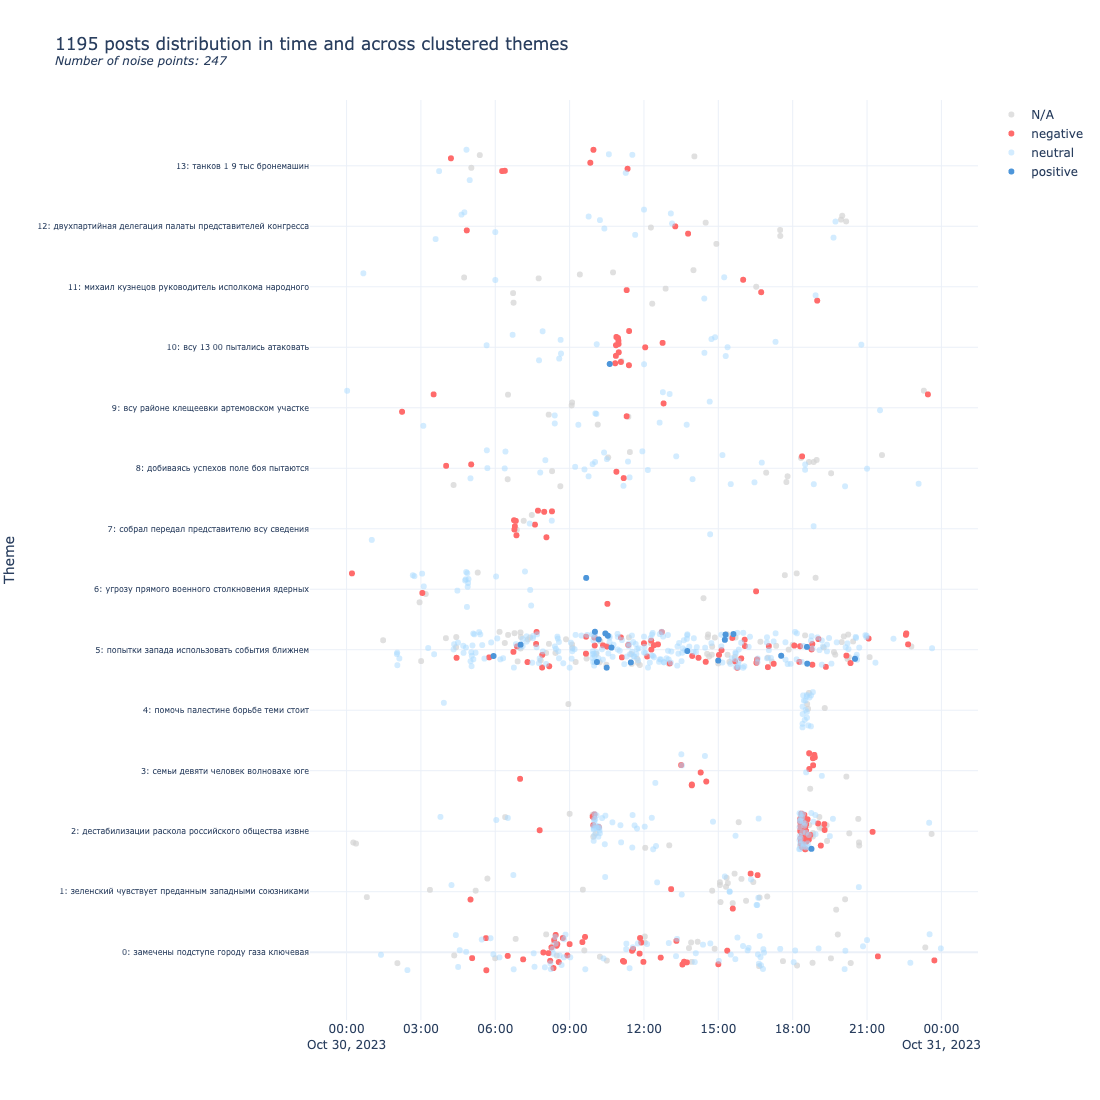 1195 posts distribution in time and across clustered themes
Number of noise points: 247
N/A
negative
neutral
positive
Theme
13: танков 1 9 тыс бронемашин
12: двухпартийная делегация палаты представителей конгресса
11: михаил кузнецов руководитель исполкома народного
10: всу 13 00 пытались атаковать
9: всу районе клещеевки артемовском участке
8: добиваясь успехов поле боя пытаются
7: собрал передал представителю всу сведения
6: угрозу прямого военного столкновения ядерных
5: попытки запада использовать события ближнем
4: помочь палестине борьбе теми стоит
3: семьи девяти человек волновахе юге
2: дестабилизации раскола российского общества извне
1: зеленский чувствует преданным западными союзниками
0: замечены подступе городу газа ключевая
00:00 03:00 06:00 09:00 12:00 15:00 18:00 21:00 00:00
Oct 30, 2023 Oct 31, 2023